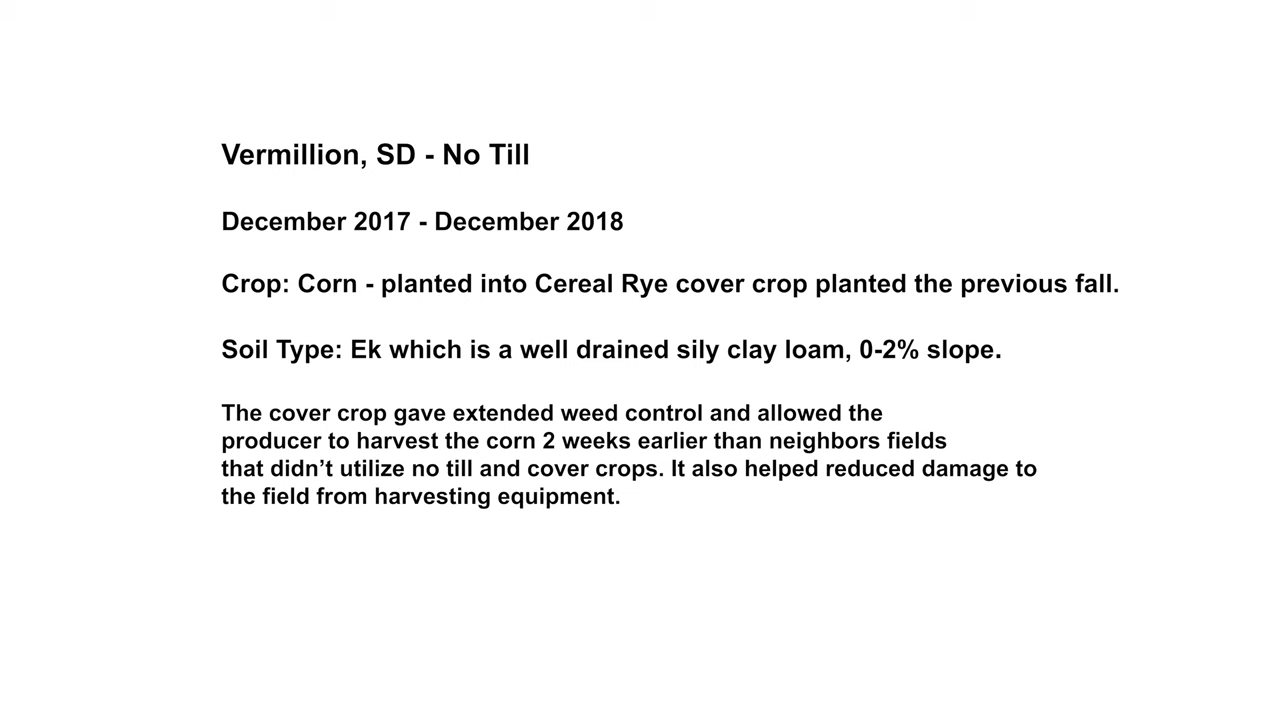 Vermillion, SD - No Till
December 2017 - December 2018
Crop: Corn - planted into Cereal Rye cover crop planted the previous fall.
Soil Type: Ek which is a well drained sily clay loam, 0-2% slope.
The cover crop gave extended weed control and allowed the
producer to harvest the corn 2 weeks earlier than neighbors fields
that didn’t utilize no till and cover crops. It also helped reduced damage to
the field from harvesting equipment.